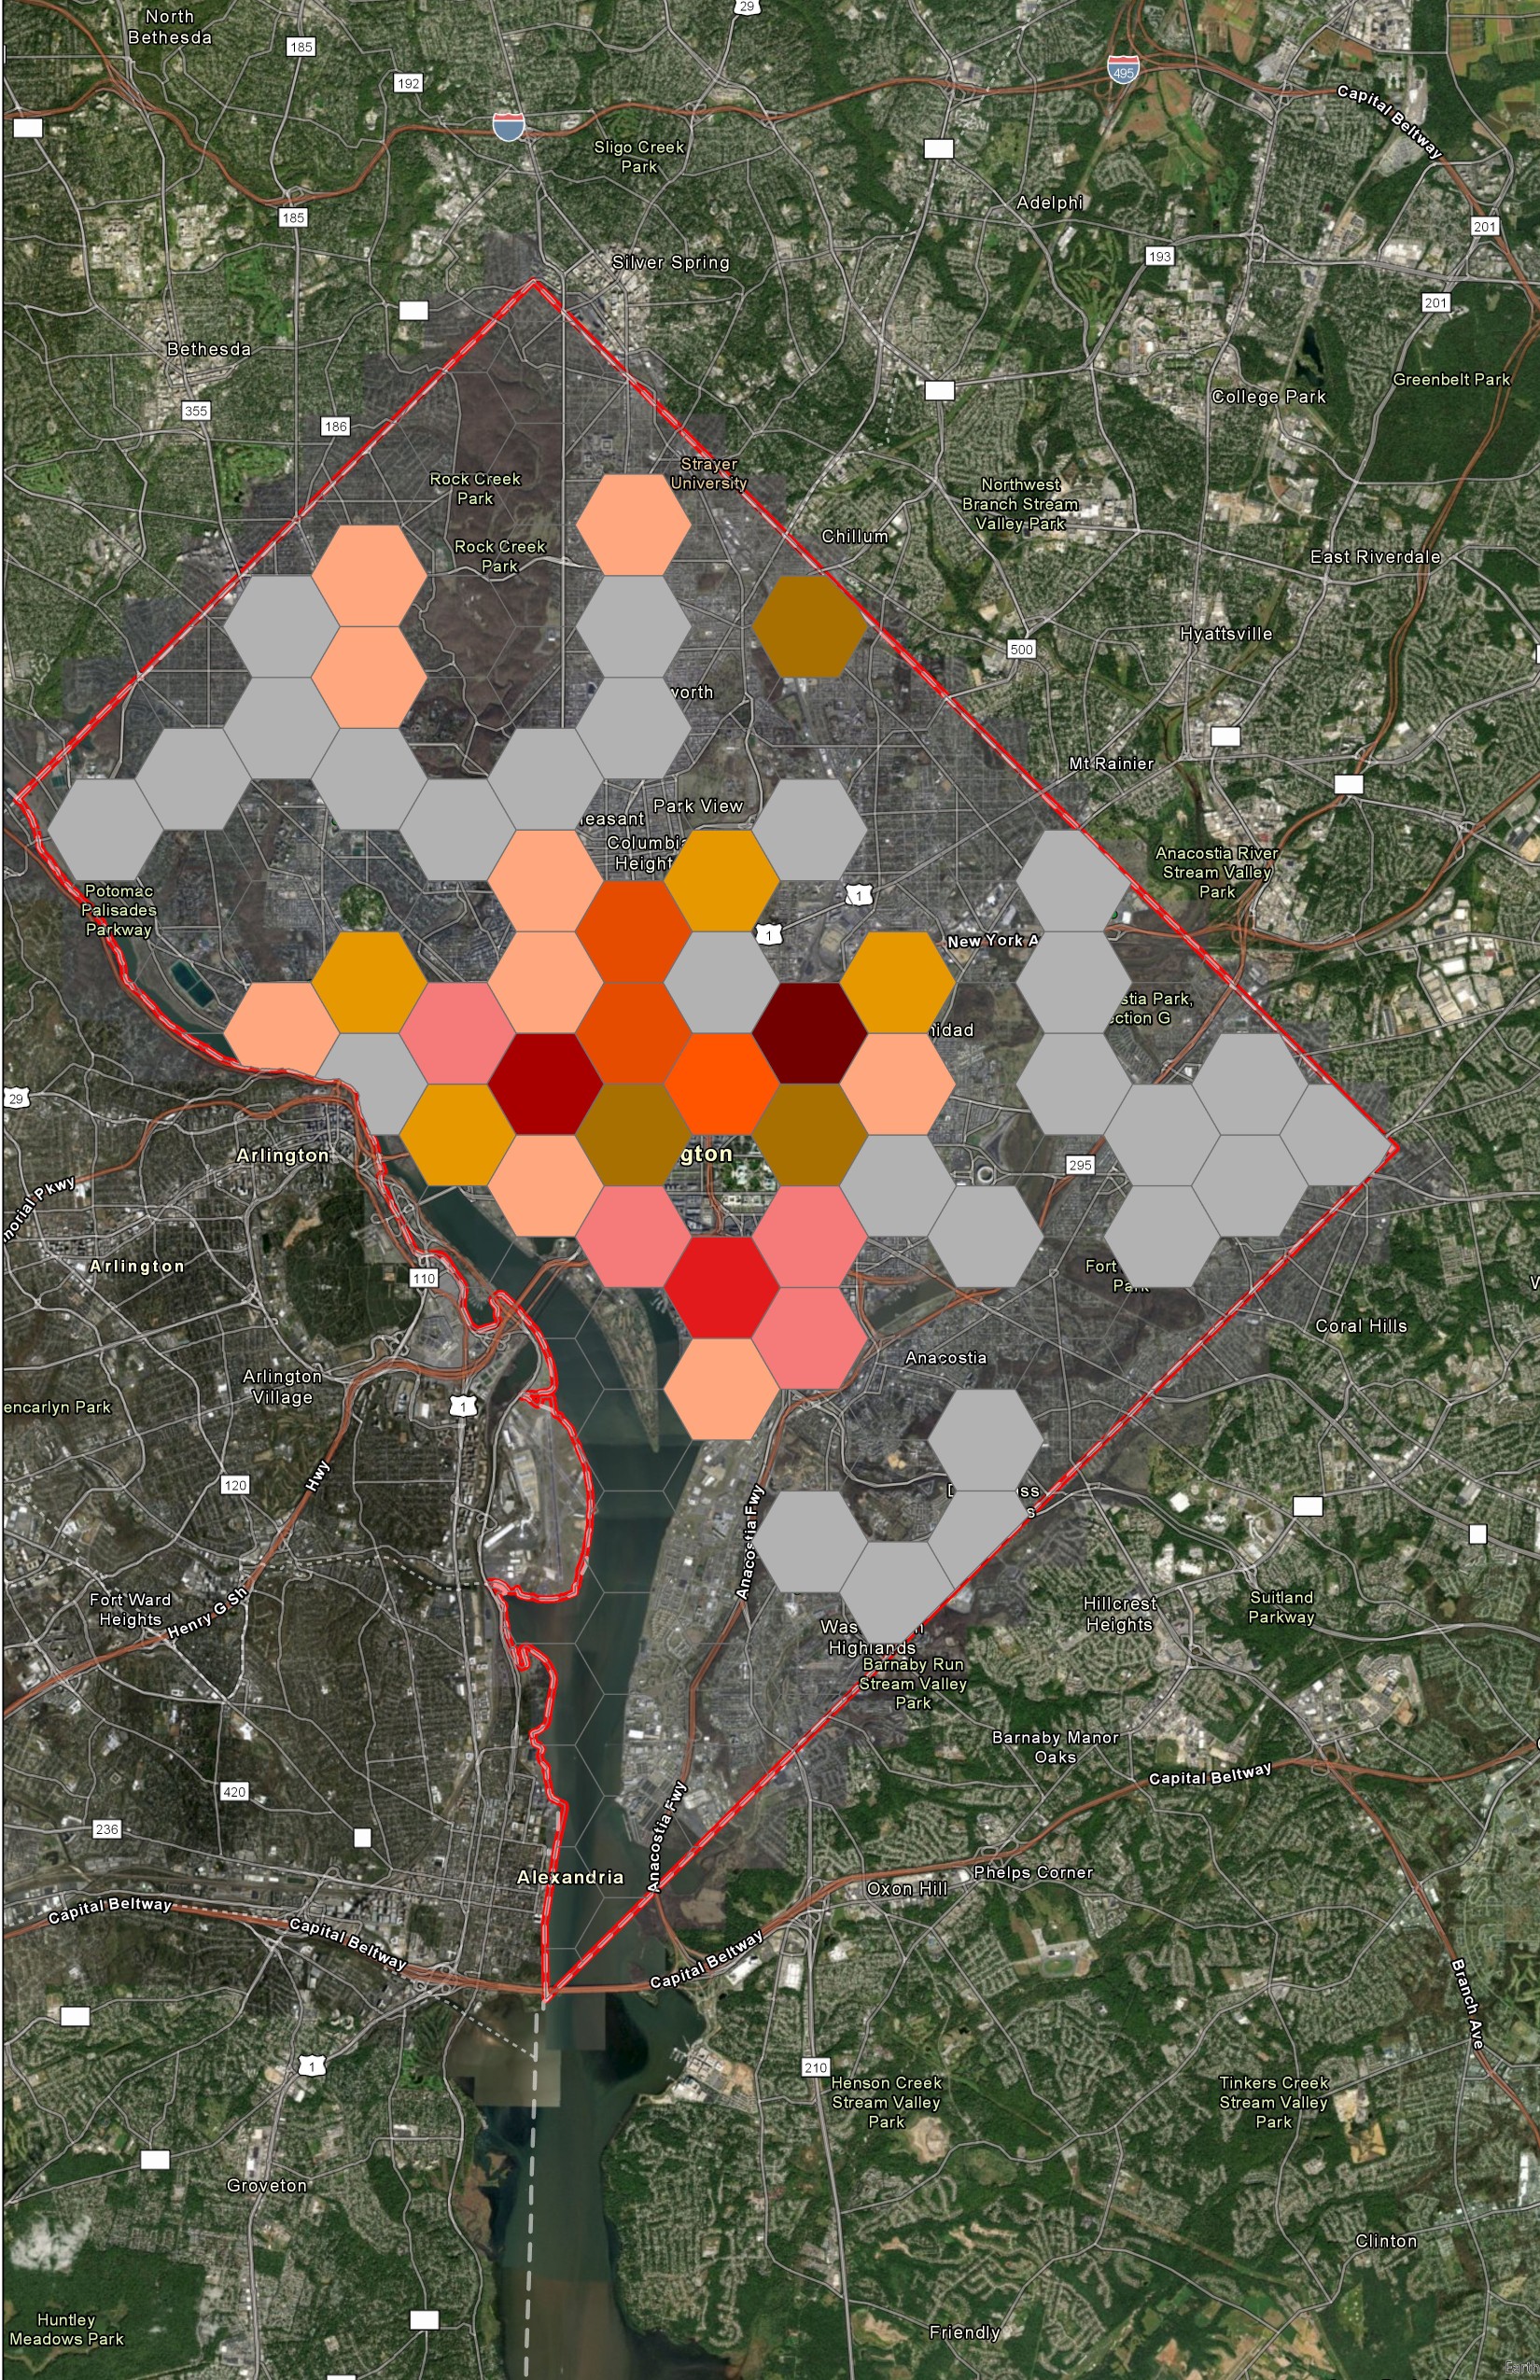 29
North
Bethesda
185
192
495
Capital Beltway
Sligo Creek
Park
185
Adelphi
201
193
Silver Spring
201
Bethesda
Greenbelt Park
College Park
355
186
Strayer
University
Rock Creek
Park
Northwest
Branch Stream
Valley Park
Chillum
Rock Creek
Park
East Riverdale
Hyattsville
500
worth
Mt Rainier
Park View
leasant
Columbia
Height
Anacostia River
Stream Valley
Park
Potomac
Palisades
Parkway
1
1
New York A
stia Park,
ction G
nidad
29
Arlington
gton
295
morial Pkwy
Arlington
110
Fort
Park
Coral Hills
Anacostia
Arlington
Village
encarlyn Park
1
Hwy
120
ss
s
Anacostia Fwy
Fort Ward
Heights
Henry G Sh
Hillcrest
Heights
Suitland
Parkway
Was n
Highlands
Barnaby Run
Stream Valley
Park
Barnaby Manor
Oaks
Capital Beltway
420
236
Anacostia Fwy
Alexandria
Phelps Corner
Oxon Hill
Capital Beltway
Capital Beltway
Capital Beltway
Branch Ave
1
210
Henson Creek
Stream Valley
Park
Tinkers Creek
Stream Valley
Park
Groveton
Clinton
Huntley
Meadows Park
Friendly
Earth